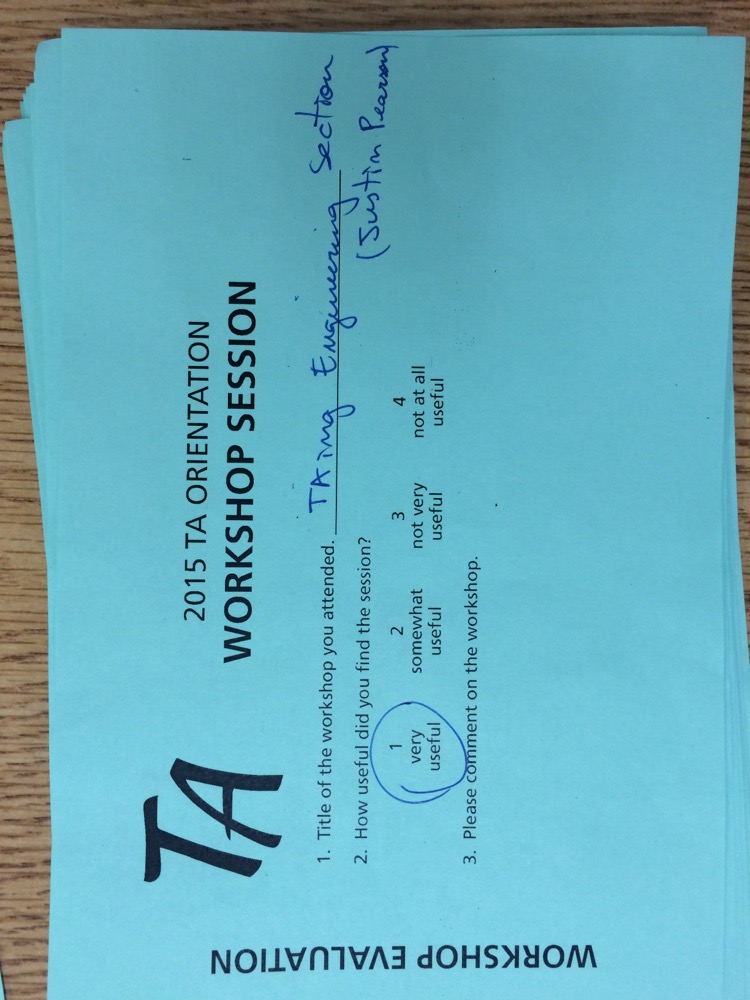 TA
2015 TA ORIENTATION
WORKSHOP SESSION
1. Title of the workshop you attended. TAing Engineering Section
(Justin Pearson)
2. How useful did you find the session?
1 2 3 4
very somewhat not very not at all
useful useful useful useful
3. Please comment on the workshop.
WORKSHOP EVALUATION